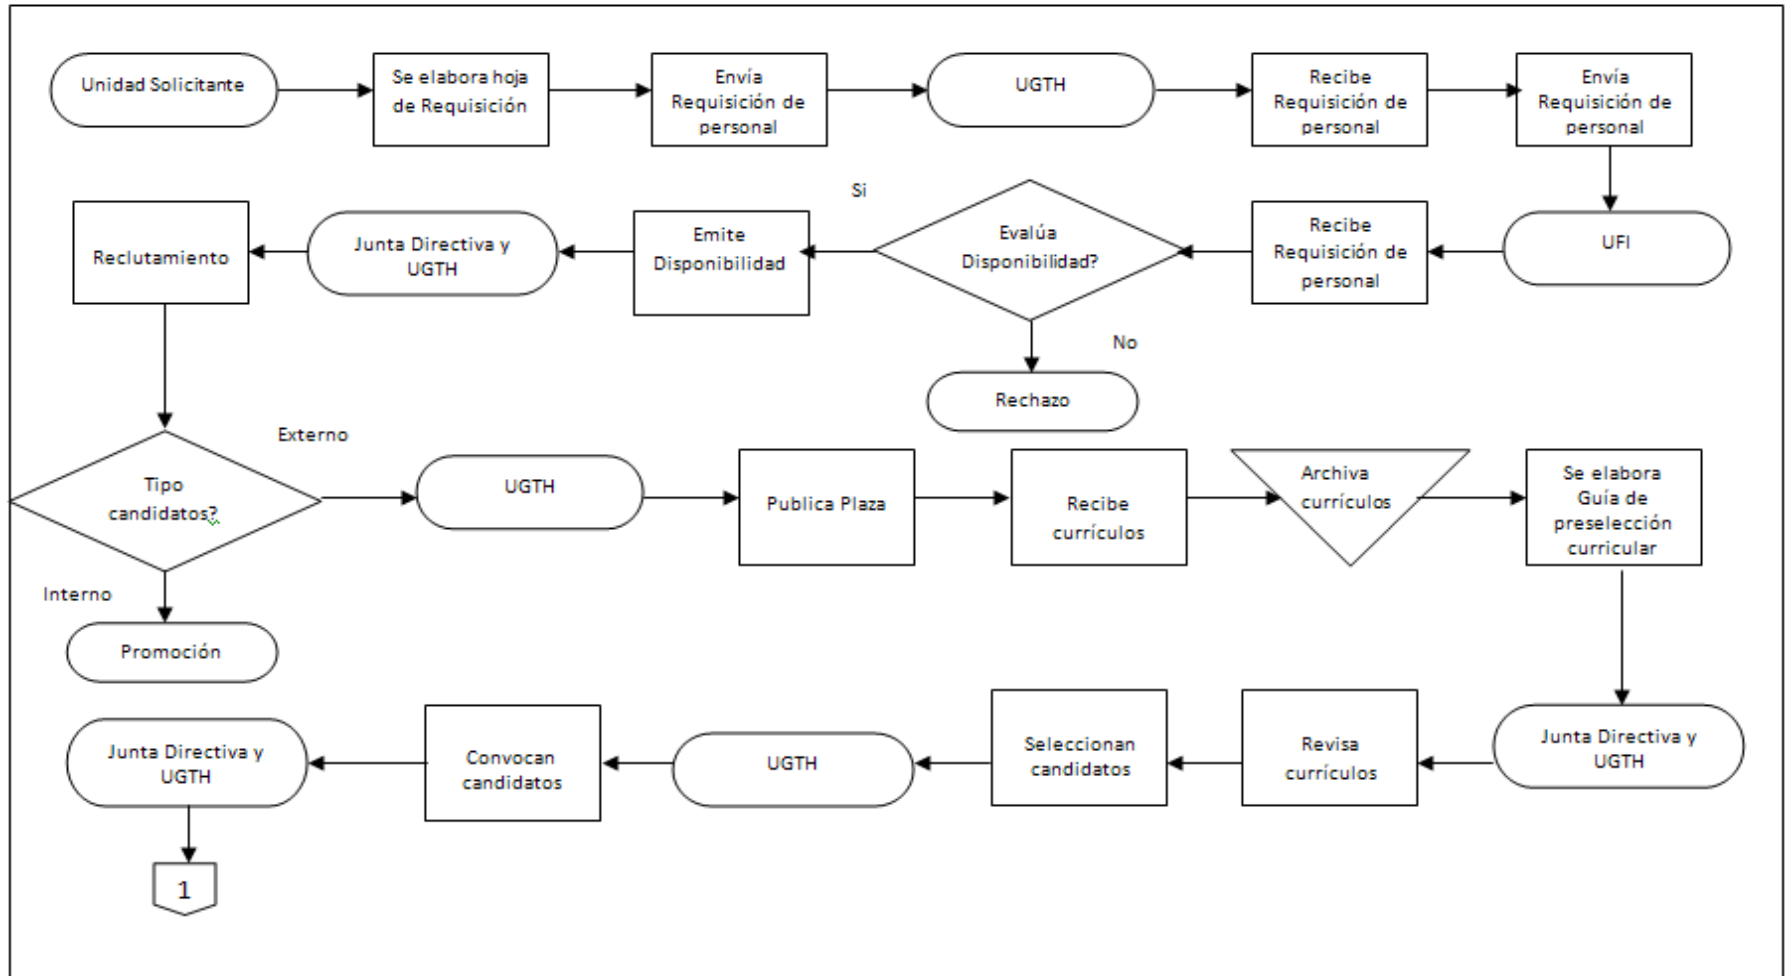 Unidad Solicitante
Se elabora hoja
de Requisición
Envía
Requisición de
personal
UGTH
Recibe
Requisición de
personal
Envía
Requisición de
personal
Reclutamiento
Junta Directiva y
UGTH
Emite
Disponibilidad
Si
Evalúa
Disponibilidad?
Recibe
Requisición de
personal
UFI
No
Rechazo
Tipo
candidatos?
Externo
UGTH
Publica Plaza
Recibe
currículos
Archiva
currículos
Se elabora
Guía de
preselección
curricular
Interno
Promoción
Junta Directiva y
UGTH
Convocan
candidatos
UGTH
Seleccionan
candidatos
Revisa
currículos
Junta Directiva y
UGTH
1